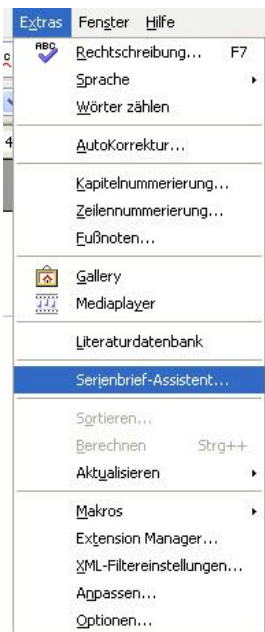 Extras Fenster Hilfe
ABC Rechtschreibung... F7
Sprache
Wörter zählen
AutoKorrektur...
Kapitelnummerierung...
Zeilennummerierung...
Fußnoten...
Gallery
Mediaplayer
Literaturdatenbank
Serienbrief-Assistent...
Sortieren...
Berechnen Strg++
Aktualisieren
Makros
Extension Manager...
XML-Filtereinstellungen...
Anpassen...
Optionen...